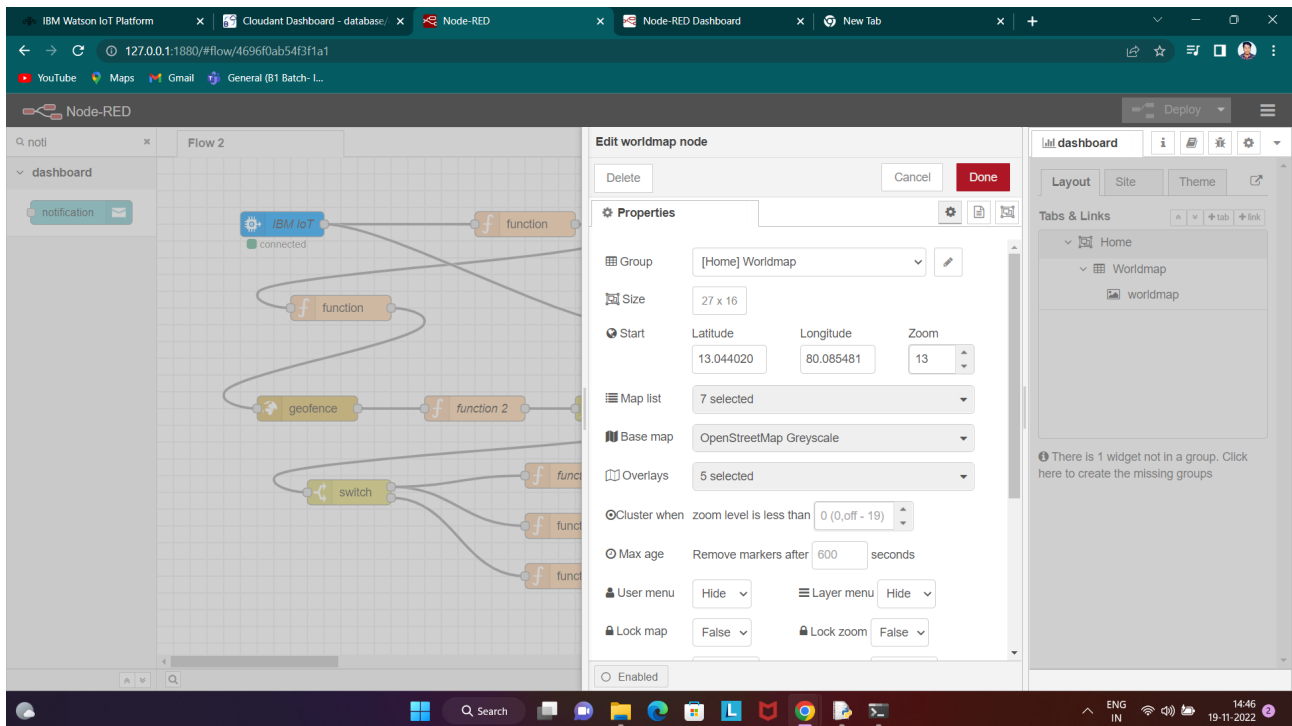 IBM Watson IoT Platform
Cloudant Dashboard - database/
Node-RED
Node-RED Dashboard
New Tab
127.0.0.1:1880/#flow/4696f0ab54f3f1a1
YouTube
Maps
Gmail
General (B1 Batch- I...
Node-RED
Deploy
noti
Flow 2
Edit worldmap node
dashboard
i
dashboard
Delete
Cancel
Done
Layout
Site
Theme
notification
IBM IoT
function
Properties
Tabs & Links
+tab
+link
connected
Home
Group
[Home] Worldmap
Worldmap
Size
27 x 16
worldmap
function
Start
Latitude
Longitude
Zoom
13.044020
80.085481
13
Map list
7 selected
geofence
function 2
Base map
OpenStreetMap Greyscale
There is 1 widget not in a group. Click
here to create the missing groups
Overlays
5 selected
func
switch
Cluster when
zoom level is less than
0 (0,off - 19)
funct
Max age
Remove markers after
600
seconds
funct
User menu
Hide
Layer menu
Hide
Lock map
False
Lock zoom
False
Enabled
Search
ENG
IN
14:46
19-11-2022
2